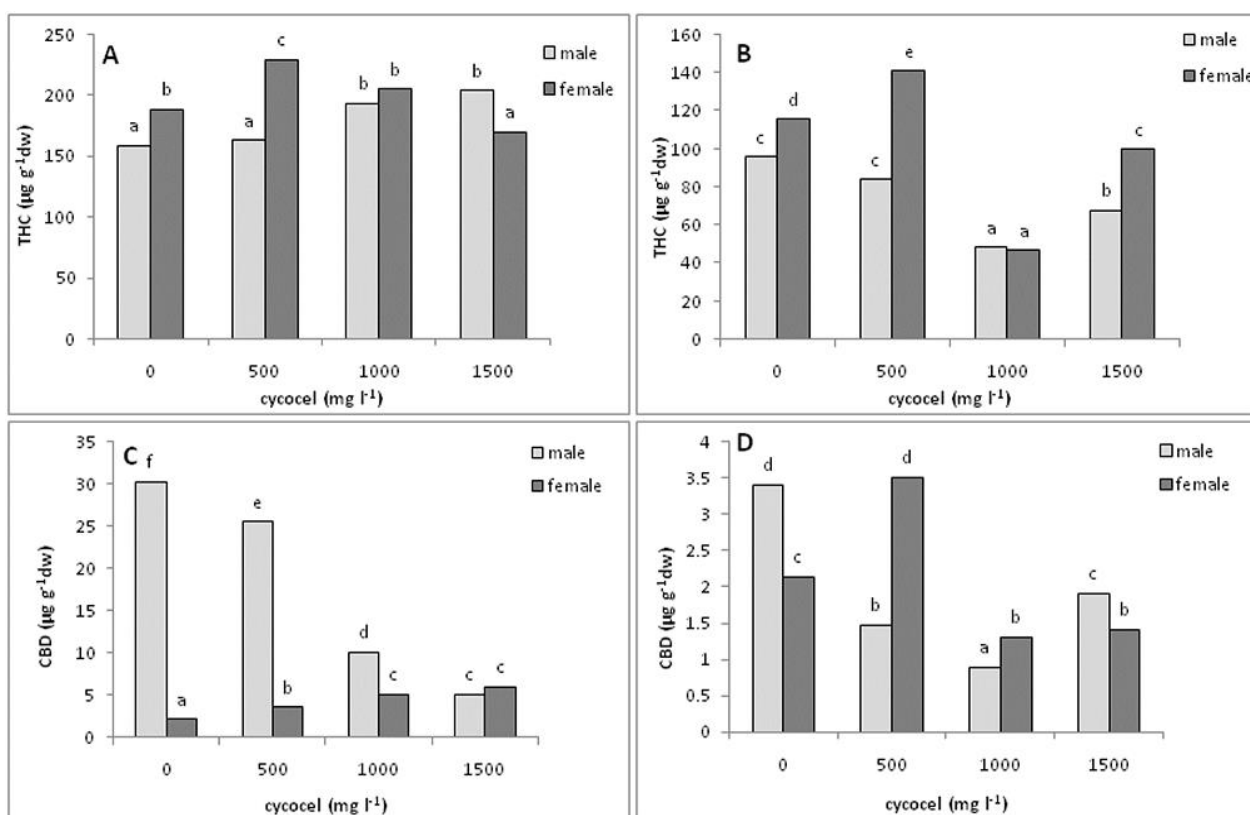 A
THC (µg g-1dw)
250
200
150
100
50
0
a
b
a
c
b
b
b
a
male
female
0
500
1000
1500
cycocel (mg l-1)
B
THC (µg g-1dw)
160
140
120
100
80
60
40
20
0
c
d
c
e
a
a
b
c
male
female
0
500
1000
1500
cycocel (mg l-1)
C
CBD (µg g-1dw)
35
30
25
20
15
10
5
0
f
a
e
b
d
c
c
c
male
female
0
500
1000
1500
cycocel (mg l-1)
D
CBD (µg g-1dw)
4
3.5
3
2.5
2
1.5
1
0.5
0
d
c
b
d
a
b
c
b
male
female
0
500
1000
1500
cycocel (mg l-1)